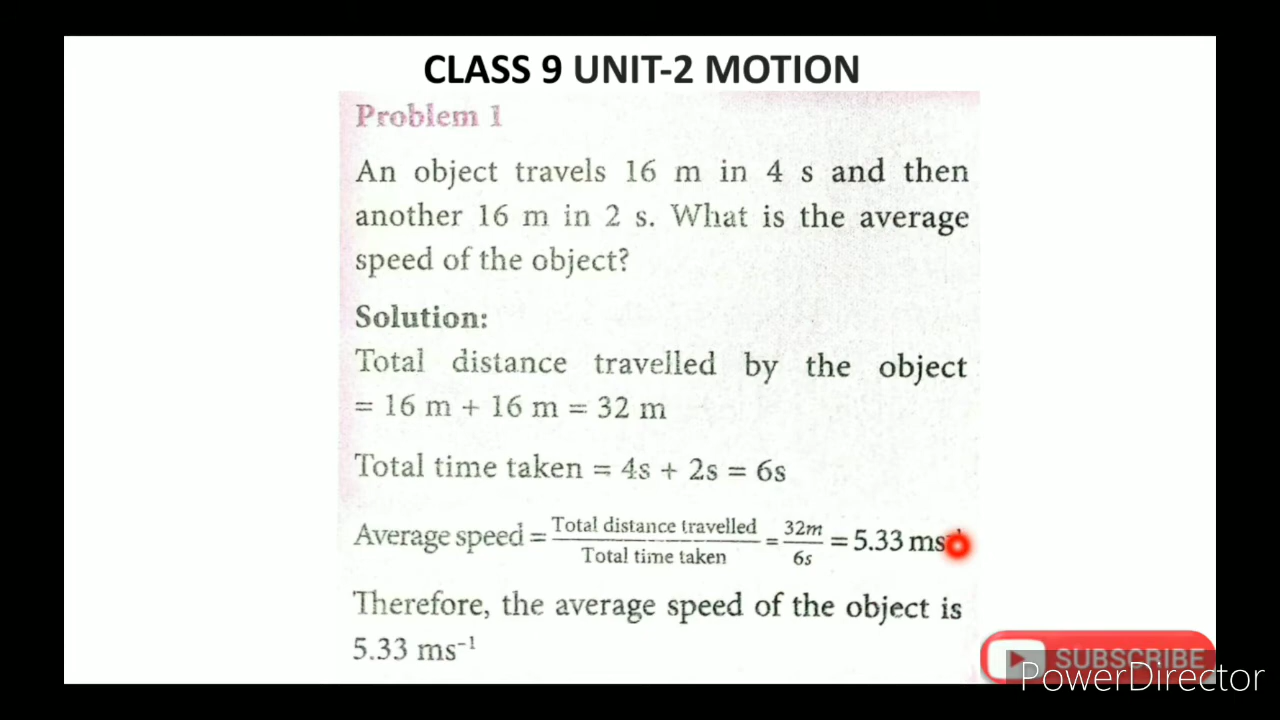 CLASS 9 UNIT-2 MOTION
Problem 1
An object travels 16 m in 4 s and then
another 16 m in 2 s. What is the average
speed of the object?
Solution:
Total distance travelled by the object
= 16 m + 16 m = 32 m
Total time taken = 4s + 2s = 6s
Average speed = Total distance travelled / Total time taken = 32m / 6s = 5.33 ms
Therefore, the average speed of the object is
5.33 ms⁻¹
SUBSCRIBE
PowerDirector